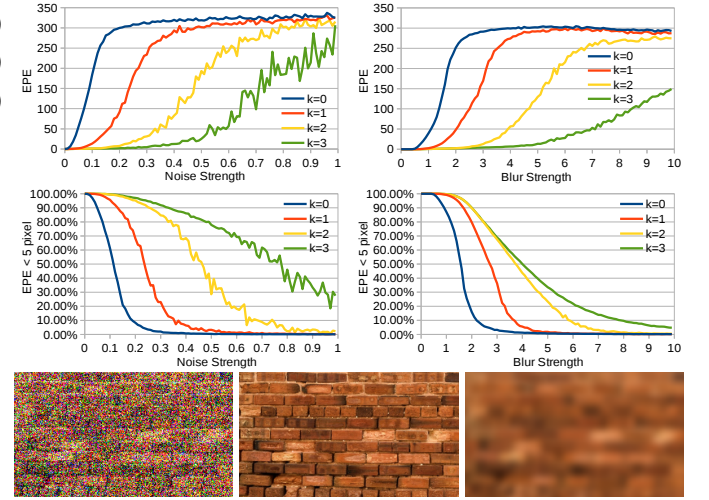 350
300
250
200
150
100
50
0
EPE
k=0
k=1
k=2
k=3
0 0.1 0.2 0.3 0.4 0.5 0.6 0.7 0.8 0.9 1
Noise Strength
350
300
250
200
150
100
50
0
EPE
k=0
k=1
k=2
k=3
0 1 2 3 4 5 6 7 8 9 10
Blur Strength
100.00%
90.00%
80.00%
70.00%
60.00%
50.00%
40.00%
30.00%
20.00%
10.00%
0.00%
EPE < 5 pixel
k=0
k=1
k=2
k=3
0 0.1 0.2 0.3 0.4 0.5 0.6 0.7 0.8 0.9 1
Noise Strength
100.00%
90.00%
80.00%
70.00%
60.00%
50.00%
40.00%
30.00%
20.00%
10.00%
0.00%
EPE < 5 pixel
k=0
k=1
k=2
k=3
0 1 2 3 4 5 6 7 8 9 10
Blur Strength